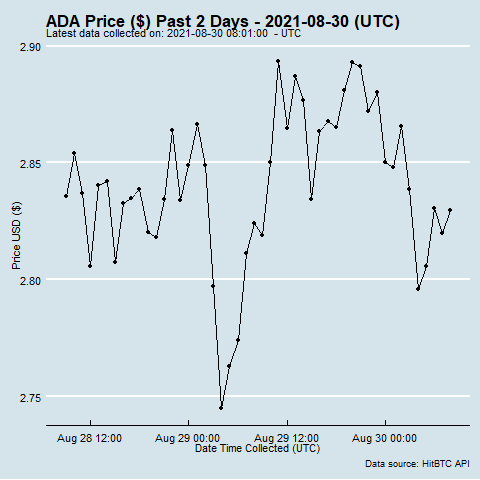 ADA Price ($) Past 2 Days - 2021-08-30 (UTC)
Latest data collected on: 2021-08-30 08:01:00 - UTC
2.90
2.85
2.80
2.75
Price USD ($)
Aug 28 12:00 Aug 29 00:00 Aug 29 12:00 Aug 30 00:00
Date Time Collected (UTC)
Data source: HitBTC API